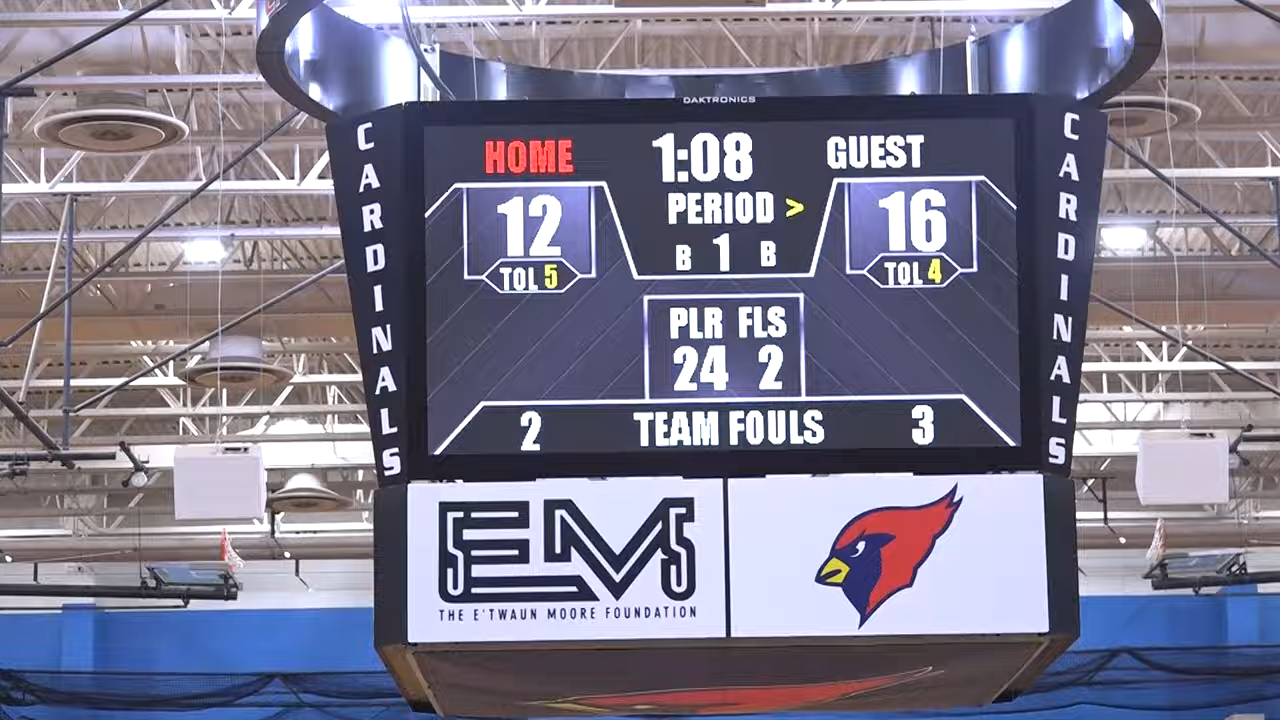 DAKTRONICS
CARDINALS
HOME 1:08 GUEST
12 PERIOD > 16
TOL 5 B 1 B TOL 4
PLR FLS
24 2
2 TEAM FOULS 3
CARDINALS
5EM5
THE E'TWAUN MOORE FOUNDATION